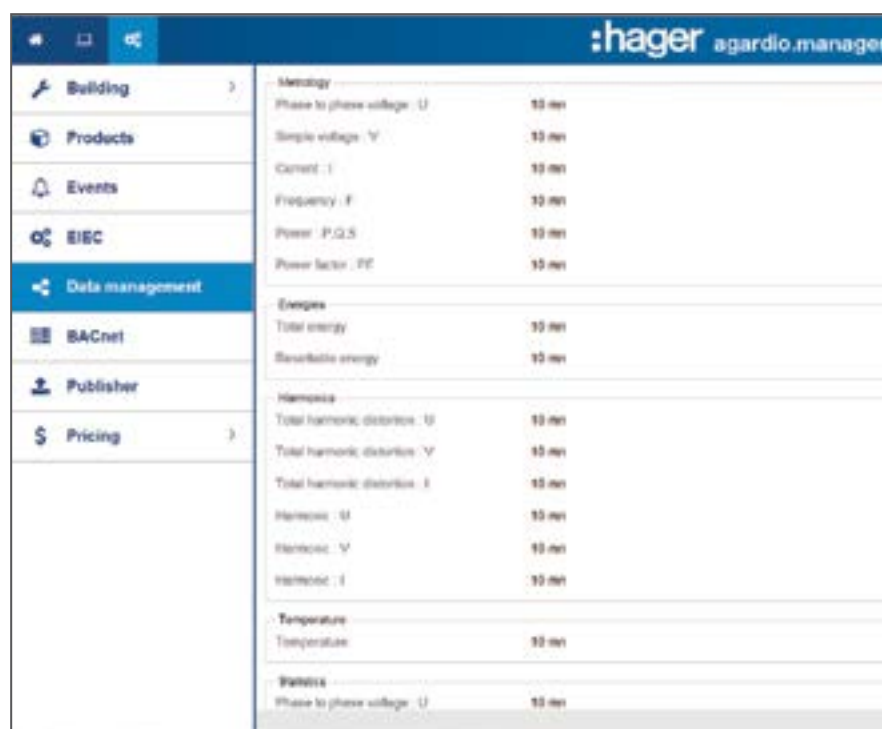 :hager agardio.manager
Building
Products
Events
EIEC
Data management
BACnet
Publisher
Pricing
Metrology
Phase to phase voltage : U 10 mn
Simple voltage : V 10 mn
Current : I 10 mn
Frequency : F 10 mn
Power : P,Q,S 10 mn
Power factor : PF 10 mn
Energies
Total energy 10 mn
Resettable energy 10 mn
Harmonics
Total harmonic distortion : U 10 mn
Total harmonic distortion : V 10 mn
Total harmonic distortion : I 10 mn
Harmonic : U 10 mn
Harmonic : V 10 mn
Harmonic : I 10 mn
Temperature
Temperature 10 mn
Statistics
Phase to phase voltage : U 10 mn